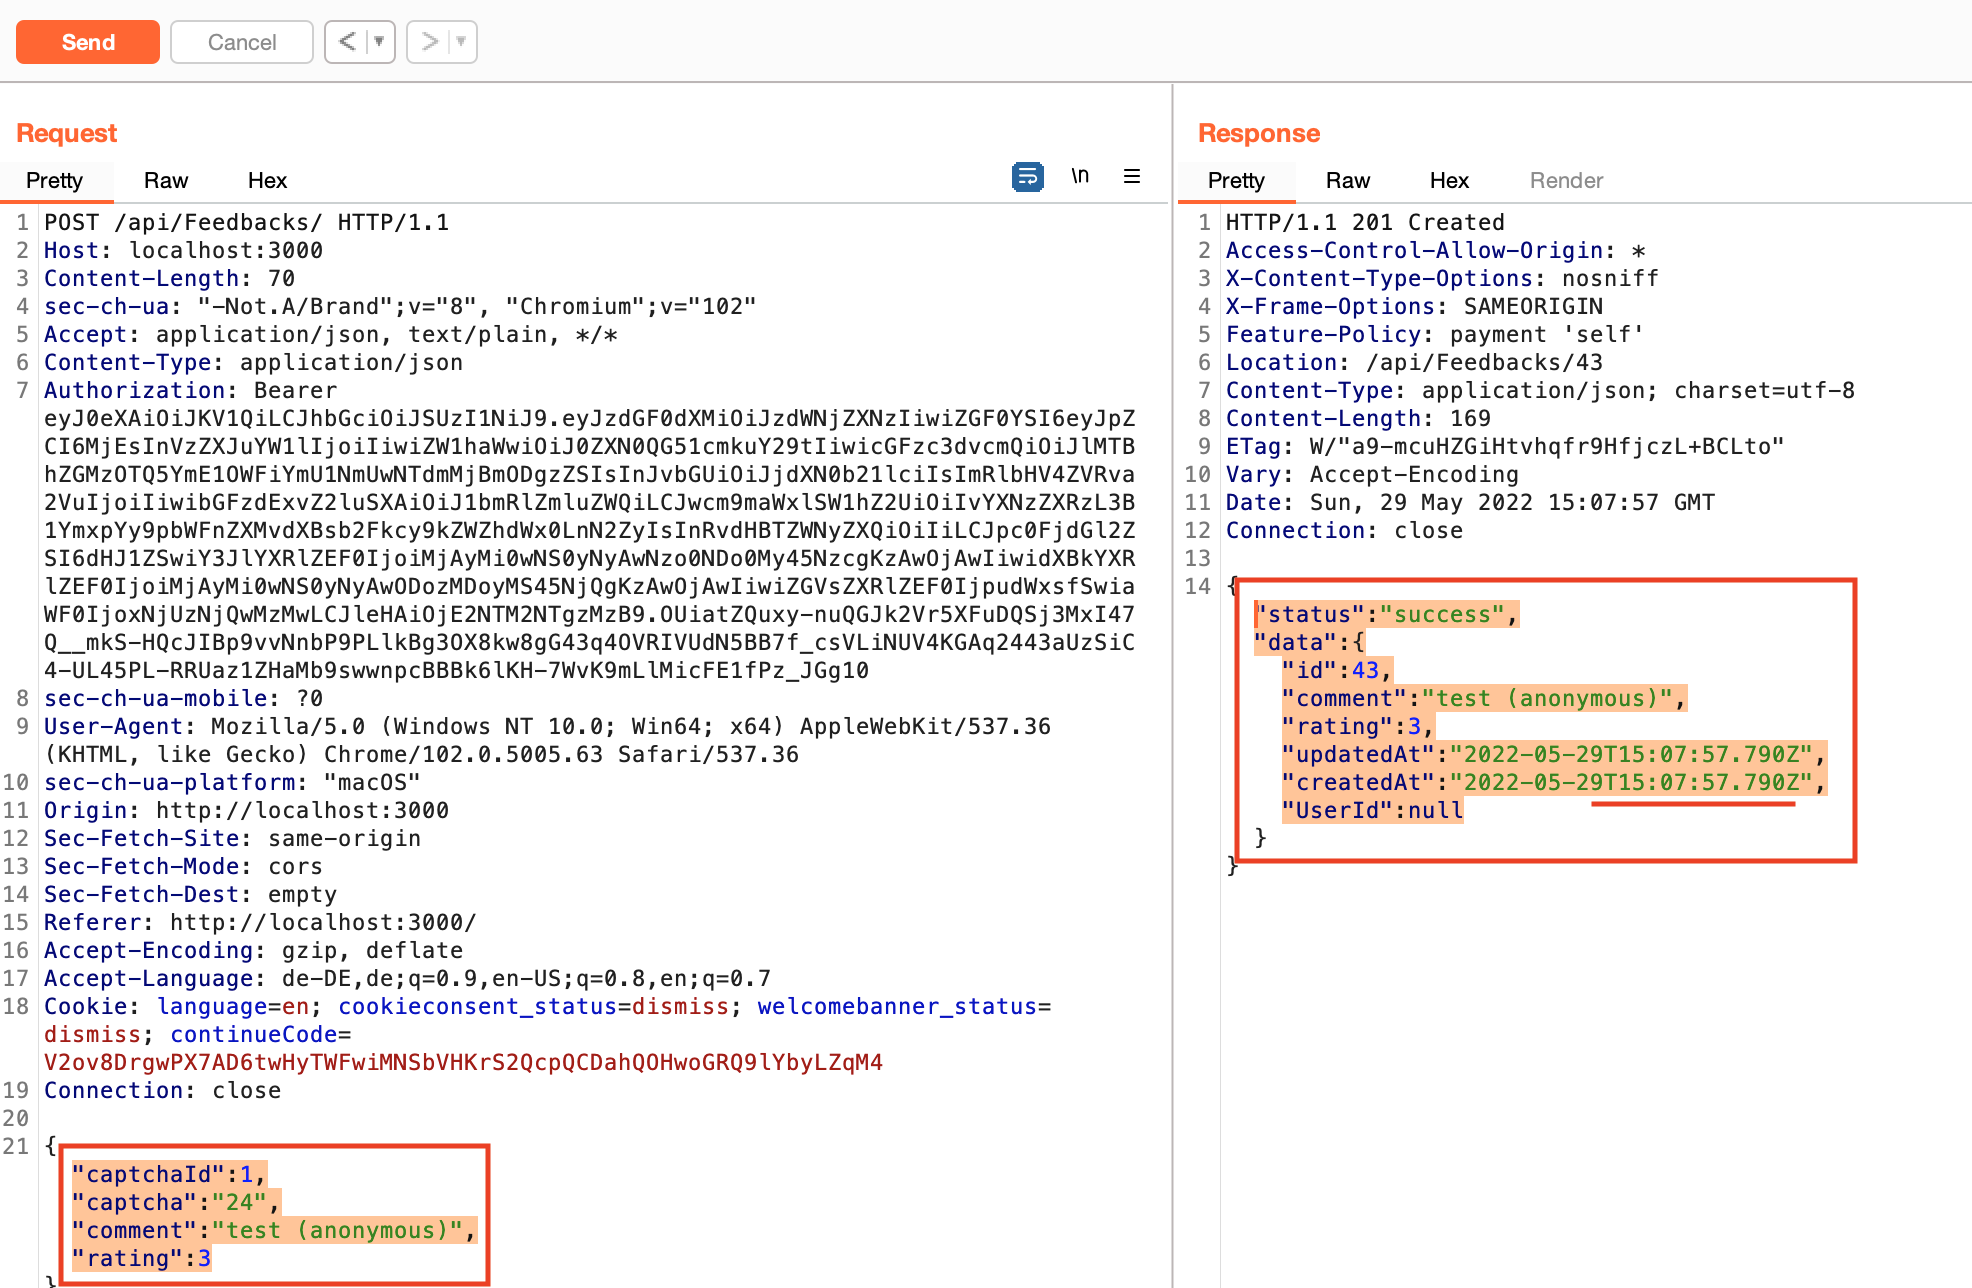 Send Cancel < ▼ > ▼
Request
Pretty Raw Hex \n ☰
1 POST /api/Feedbacks/ HTTP/1.1
2 Host: localhost:3000
3 Content-Length: 70
4 sec-ch-ua: "-Not.A/Brand";v="8", "Chromium";v="102"
5 Accept: application/json, text/plain, */*
6 Content-Type: application/json
7 Authorization: Bearer
eyJ0eXAiOiJKV1QiLCJhbGciOiJSUzI1NiJ9.eyJzdGF0dXMiOiJzdWNjZXNzIiwiZGF0YSI6eyJpZ
CI6MjEsInVzZXJuYW1lIjoiIiwiZW1haWwiOiJ0ZXN0QG51cmkuY29tIiwicGFzc3dvcmQiOiJlMTB
hZGMzOTQ5YmE1OWFiYmU1NmUwNTdmMjBmODgzZSIsInJvbGUiOiJjdXN0b21lciIsImRlbHV4ZVRva
2VuIjoiIiwibGFzdExvZ2luSXAiOiJ1bmRlZmluZWQiLCJwcm9maWxlSW1hZ2UiOiIvYXNzZXRzL3B
1YmxpYy9pbWFnZXMvdXBsb2Fkcy9kZWZhdWx0LnN2ZyIsInRvdHBTZWNyZXQiOiIiLCJpc0FjdGl2Z
SI6dHJ1ZSwiY3JlYXRlZEF0IjoiMjAyMi0wNS0yNyAwNzo0NDo0My45NzcgKzAwOjAwIiwidXBkYXR
lZEF0IjoiMjAyMi0wNS0yNyAwODozMDoyMS45NjQgKzAwOjAwIiwiZGVsZXRlZEF0IjpudWxsfSwia
WF0IjoxNjUzNjQwMzMwLCJleHAiOjE2NTM2NTgzMzB9.OUiatZQuxy-nuQGJk2Vr5XFuDQSj3MxI47
Q__mkS-HQcJIBp9vvNnbP9PLlkBg3OX8kw8gG43q4OVRIVUdN5BB7f_csVLiNUV4KGAq2443aUzSiC
4-UL45PL-RRUaz1ZHaMb9swwnpcBBBk6lKH-7WvK9mLlMicFE1fPz_JGg10
8 sec-ch-ua-mobile: ?0
9 User-Agent: Mozilla/5.0 (Windows NT 10.0; Win64; x64) AppleWebKit/537.36
(KHTML, like Gecko) Chrome/102.0.5005.63 Safari/537.36
10 sec-ch-ua-platform: "macOS"
11 Origin: http://localhost:3000
12 Sec-Fetch-Site: same-origin
13 Sec-Fetch-Mode: cors
14 Sec-Fetch-Dest: empty
15 Referer: http://localhost:3000/
16 Accept-Encoding: gzip, deflate
17 Accept-Language: de-DE,de;q=0.9,en-US;q=0.8,en;q=0.7
18 Cookie: language=en; cookieconsent_status=dismiss; welcomebanner_status=
dismiss; continueCode=
V2ov8DrgwPX7AD6twHyTWFwiMNSbVHKrS2QcpQCDahQOHwoGRQ9lYbyLZqM4
19 Connection: close
20
21 {
"captchaId":1,
"captcha":"24",
"comment":"test (anonymous)",
"rating":3
}
Response
Pretty Raw Hex Render
1 HTTP/1.1 201 Created
2 Access-Control-Allow-Origin: *
3 X-Content-Type-Options: nosniff
4 X-Frame-Options: SAMEORIGIN
5 Feature-Policy: payment 'self'
6 Location: /api/Feedbacks/43
7 Content-Type: application/json; charset=utf-8
8 Content-Length: 169
9 ETag: W/"a9-mcuHZGiHtvhqfr9HfjczL+BCLto"
10 Vary: Accept-Encoding
11 Date: Sun, 29 May 2022 15:07:57 GMT
12 Connection: close
13
14 {
"status":"success",
"data":{
"id":43,
"comment":"test (anonymous)",
"rating":3,
"updatedAt":"2022-05-29T15:07:57.790Z",
"createdAt":"2022-05-29T15:07:57.790Z",
"UserId":null
}
}